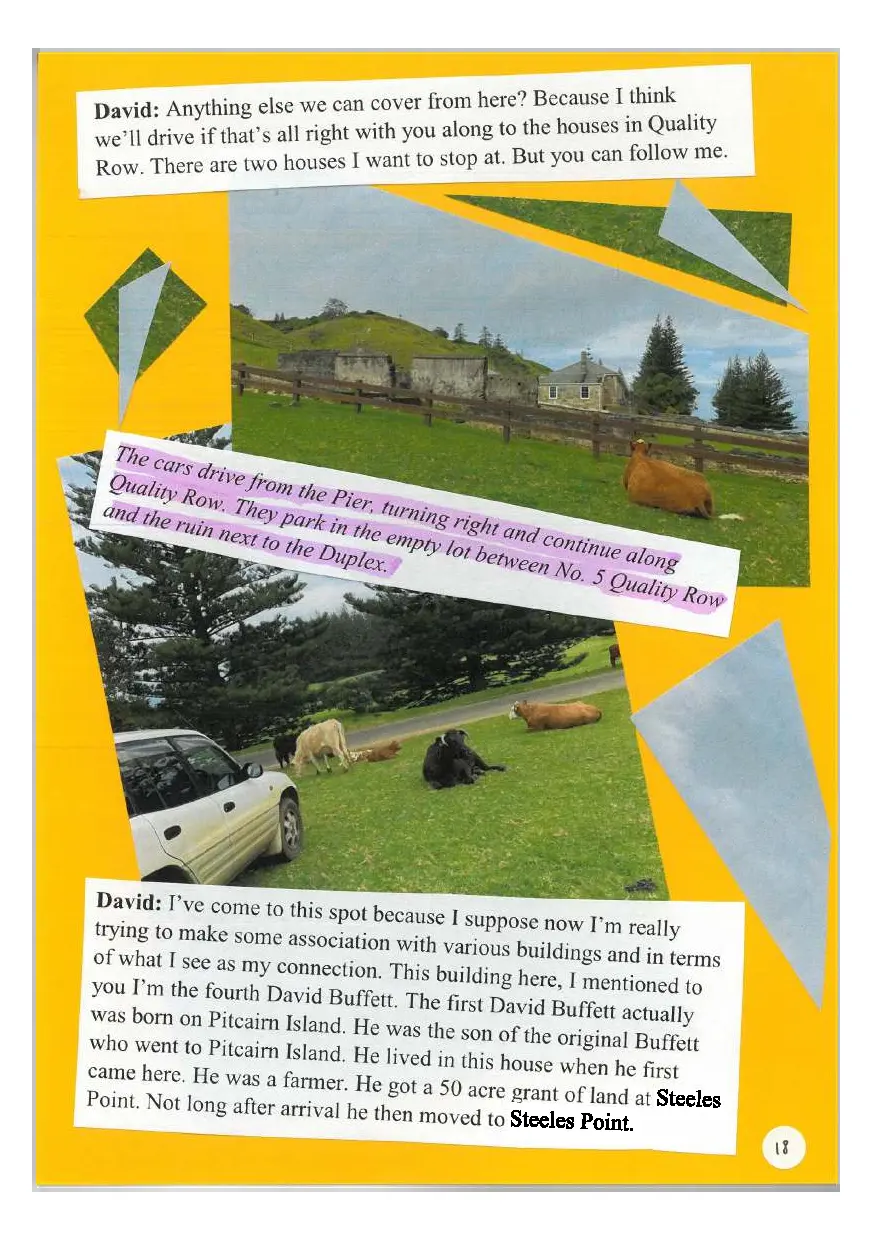 David: Anything else we can cover from here? Because I think
we'll drive if that's all right with you along to the houses in Quality
Row. There are two houses I want to stop at. But you can follow me.
The cars drive from the Pier, turning right and continue along
Quality Row. They park in the empty lot between No. 5 Quality Row
and the ruin next to the Duplex.
David: I've come to this spot because I suppose now I'm really
trying to make some association with various buildings and in terms
of what I see as my connection. This building here, I mentioned to
you I'm the fourth David Buffett. The first David Buffett actually
was born on Pitcairn Island. He was the son of the original Buffett
who went to Pitcairn Island. He lived in this house when he first
came here. He was a farmer. He got a 50 acre grant of land at Steeles
Point. Not long after arrival he then moved to Steeles Point.
18